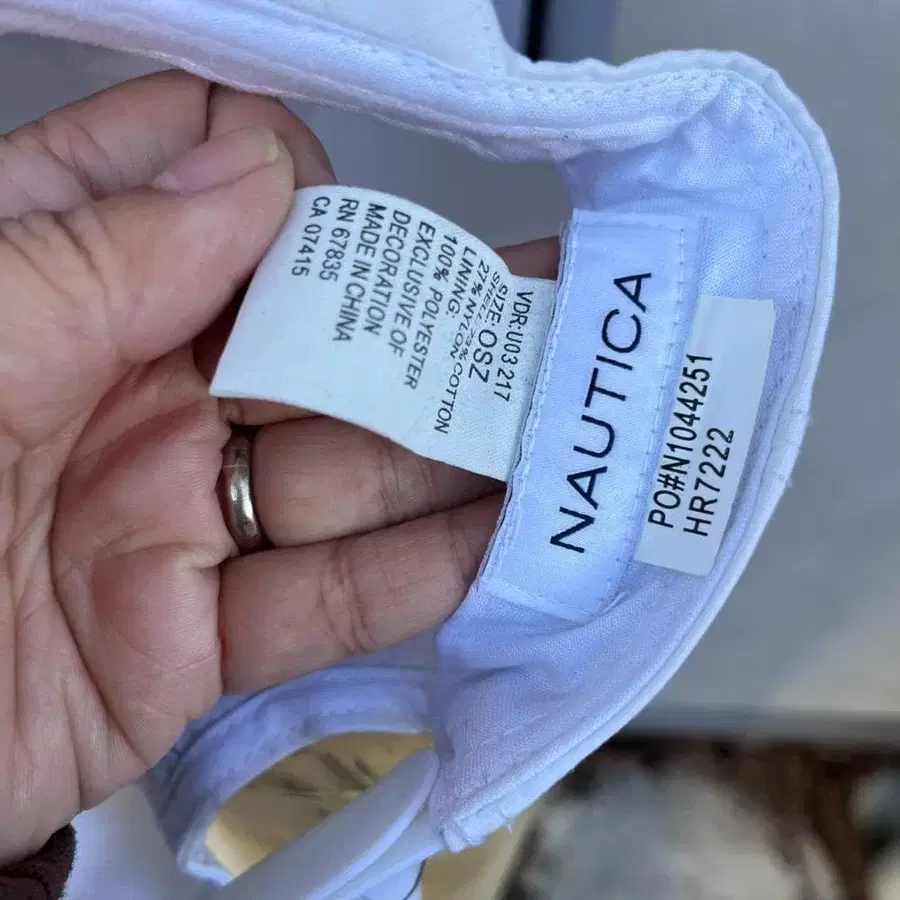 VDR:U03 217
SIZE: OSZ
SHELL: 73% COTTON
27% NYLON
LINING:
100% POLYESTER
EXCLUSIVE OF
DECORATION
MADE IN CHINA
RN 67835
CA 07415
NAUTICA
PO#N1044251
HR7222